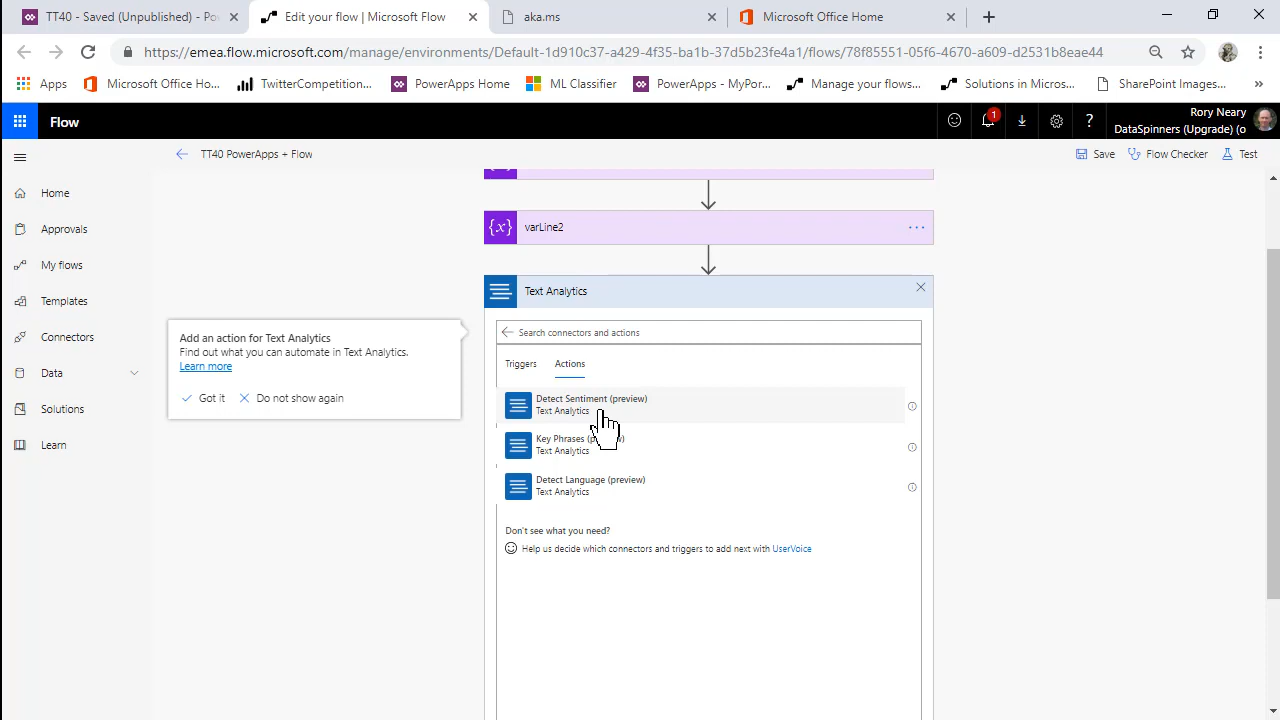 TT40 - Saved (Unpublished) - Po
Edit your flow | Microsoft Flow
aka.ms
Microsoft Office Home
https://emea.flow.microsoft.com/manage/environments/Default-1d910c37-a429-4f35-ba1b-37d5b23fe4a1/flows/78f85551-05f6-4670-a609-d2531b8eae44
Apps
Microsoft Office Ho...
TwitterCompetition...
PowerApps Home
ML Classifier
PowerApps - MyPor...
Manage your flows...
Solutions in Micros...
SharePoint Images...
Flow
1
?
Rory Neary
DataSpinners (Upgrade) (o
TT40 PowerApps + Flow
Save
Flow Checker
Test
Home
Approvals
My flows
Templates
Connectors
Data
Solutions
Learn
{x} varLine2
Text Analytics
Add an action for Text Analytics
Find out what you can automate in Text Analytics.
Learn more
Got it
Do not show again
Search connectors and actions
Triggers
Actions
Detect Sentiment (preview)
Text Analytics
Key Phrases
Text Analytics
Detect Language (preview)
Text Analytics
Don't see what you need?
Help us decide which connectors and triggers to add next with UserVoice